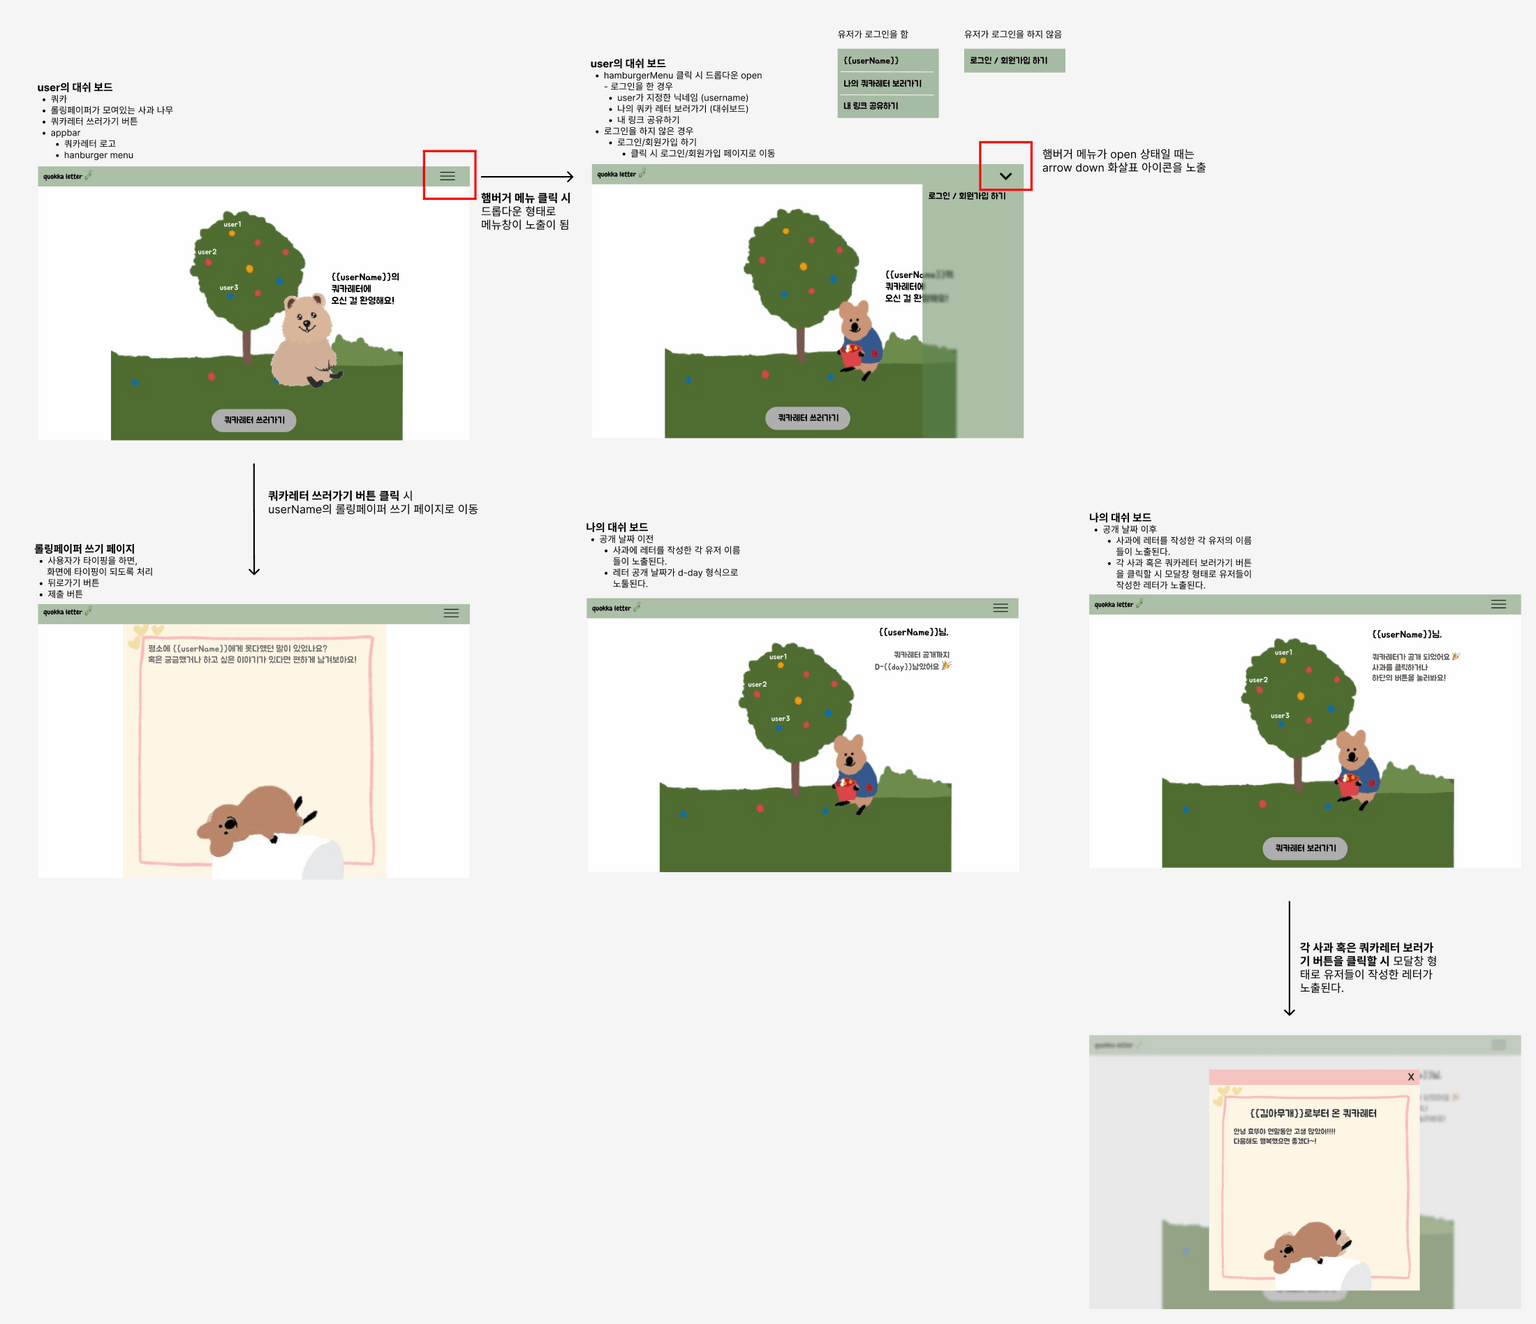 user의 대쉬 보드
쿼카
롤링페이퍼가 모여있는 사과 나무
쿼카레터 쓰러가기 버튼
appbar
쿼카레터 로고
hanburger menu
quokka letter
user1
user2
user3
{{userName}}의
쿼카레터에
오신 걸 환영해요!
쿼카레터 쓰러가기
햄버거 메뉴 클릭 시
드롭다운 형태로
메뉴창이 노출이 됨
user의 대쉬 보드
hamburgerMenu 클릭 시 드롭다운 open
- 로그인을 한 경우
user가 지정한 닉네임 (username)
나의 쿼카 레터 보러가기 (대쉬보드)
내 링크 공유하기
로그인을 하지 않은 경우
로그인/회원가입 하기
클릭 시 로그인/회원가입 페이지로 이동
유저가 로그인을 함
{{userName}}
나의 쿼카레터 보러가기
내 링크 공유하기
유저가 로그인을 하지 않음
로그인 / 회원가입 하기
햄버거 메뉴가 open 상태일 때는
arrow down 화살표 아이콘을 노출
quokka letter
로그인 / 회원가입 하기
{{userName}}의
쿼카레터에
오신 걸 환영해요!
쿼카레터 쓰러가기
쿼카레터 쓰러가기 버튼 클릭 시
userName의 롤링페이퍼 쓰기 페이지로 이동
롤링페이퍼 쓰기 페이지
사용자가 타이핑을 하면,
화면에 타이핑이 되도록 처리
뒤로가기 버튼
제출 버튼
quokka letter
평소에 {{userName}}에게 못다했던 말이 있었나요?
혹은 궁금했거나 하고 싶은 이야기가 있다면 편하게 남겨보아요!
나의 대쉬 보드
공개 날짜 이전
사과에 레터를 작성한 각 유저 이름
들이 노출된다.
레터 공개 날짜가 d-day 형식으로
노툴된다.
quokka letter
user1
user2
user3
{{userName}}님,
쿼카레터 공개까지
D-{{day}}남았어요 🎉
나의 대쉬 보드
공개 날짜 이후
사과에 레터를 작성한 각 유저의 이름
들이 노출된다.
각 사과 혹은 쿼카레터 보러가기 버튼
을 클릭할 시 모달창 형태로 유저들이
작성한 레터가 노출된다.
quokka letter
user1
user2
user3
{{userName}}님,
쿼카레터가 공개 되었어요 🎉
사과를 클릭하거나
하단의 버튼을 눌러봐요!
쿼카레터 보러가기
각 사과 혹은 쿼카레터 보러가
기 버튼을 클릭할 시 모달창 형
태로 유저들이 작성한 레터가
노출된다.
quokka letter
X
{{김아무개}}로부터 온 쿼카레터
안녕 효뚜야 연말동안 고생 많았어!!!!
다음해도 행복했으면 좋겠다~!